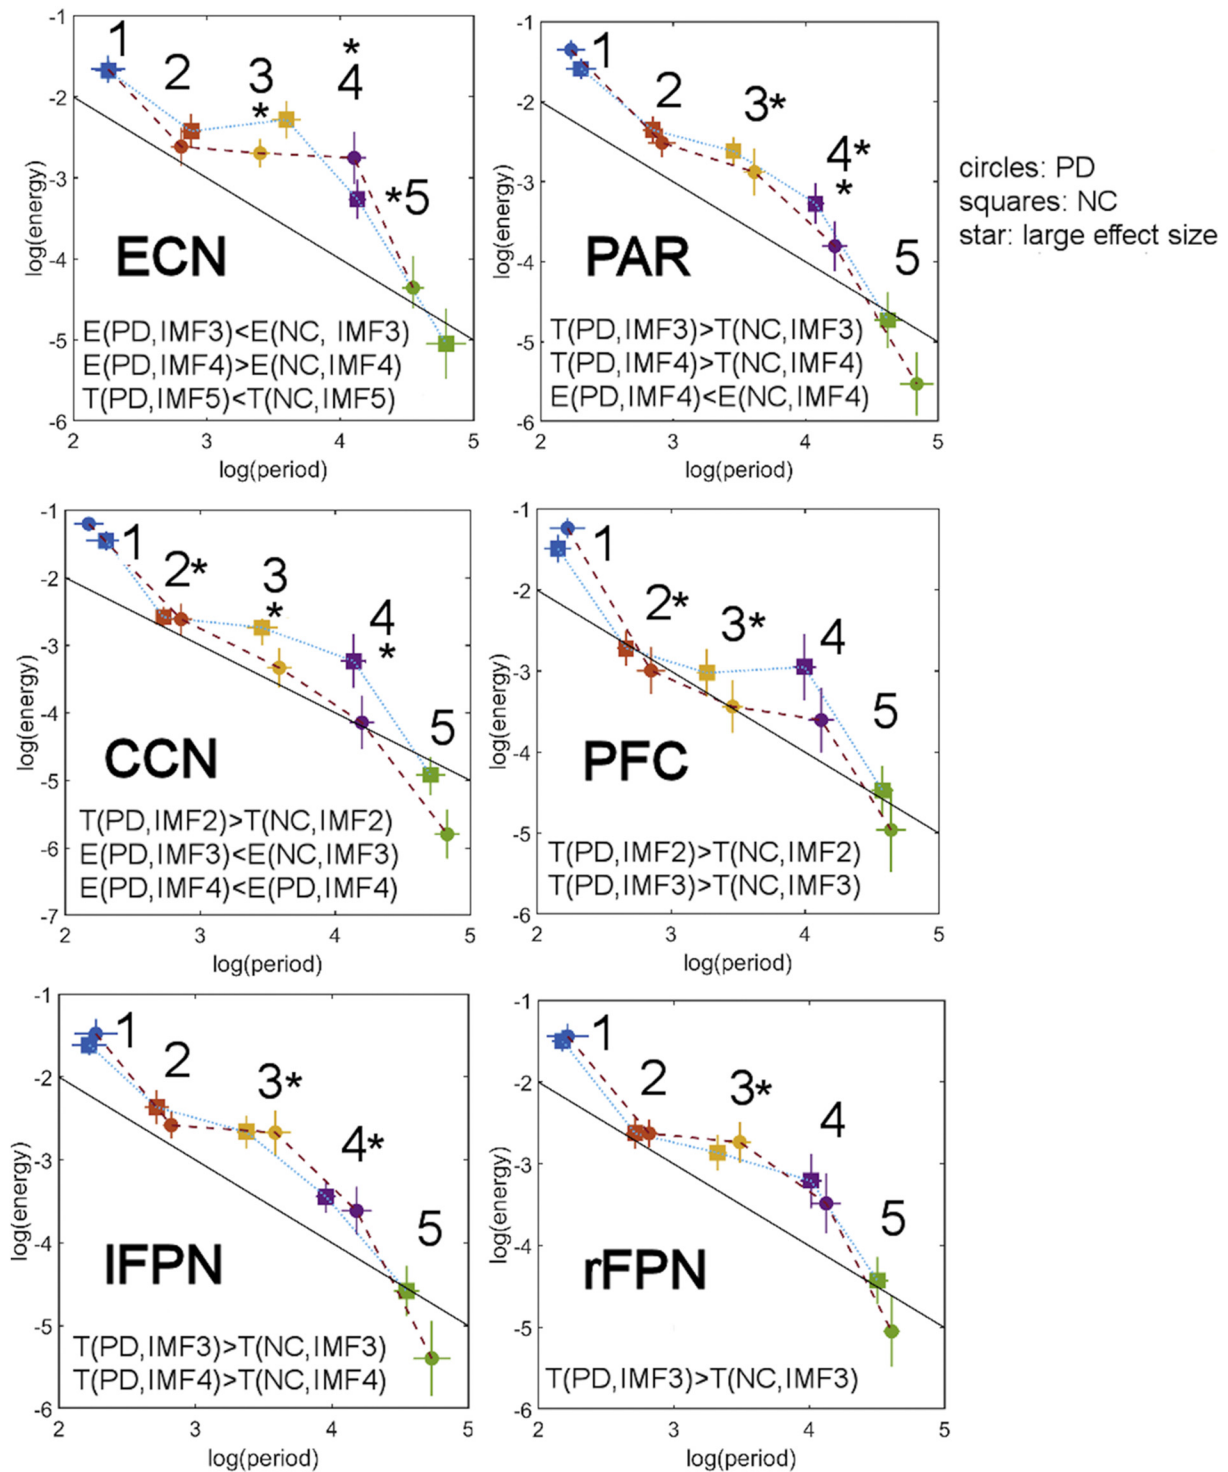 -1
1
2
3
*
*
4
-2
-3
*5
-4
ECN
E(PD,IMF3)<E(NC, IMF3)
E(PD,IMF4)>E(NC,IMF4)
T(PD,IMF5)<T(NC,IMF5)
-5
-6
2
3
4
5
log(period)
log(energy)
-1
1
2
3*
4*
*
-2
-3
5
-4
PAR
T(PD,IMF3)>T(NC,IMF3)
T(PD,IMF4)>T(NC,IMF4)
E(PD,IMF4)<E(NC,IMF4)
-5
-6
2
3
4
5
log(period)
log(energy)
circles: PD
squares: NC
star: large effect size
-1
1
2*
3
*
4
*
-2
-3
-4
5
CCN
-5
T(PD,IMF2)>T(NC,IMF2)
E(PD,IMF3)<E(NC,IMF3)
E(PD,IMF4)<E(PD,IMF4)
-6
-7
2
3
4
5
log(period)
log(energy)
-1
1
2*
3*
4
-2
-3
5
-4
PFC
-5
T(PD,IMF2)>T(NC,IMF2)
T(PD,IMF3)>T(NC,IMF3)
-6
2
3
4
5
log(period)
log(energy)
-1
1
2
3*
4*
-2
-3
5
-4
lFPN
-5
T(PD,IMF3)>T(NC,IMF3)
T(PD,IMF4)>T(NC,IMF4)
-6
2
3
4
5
log(period)
log(energy)
-1
1
2
3*
4
-2
-3
5
-4
rFPN
-5
T(PD,IMF3)>T(NC,IMF3)
-6
2
3
4
5
log(period)
log(energy)